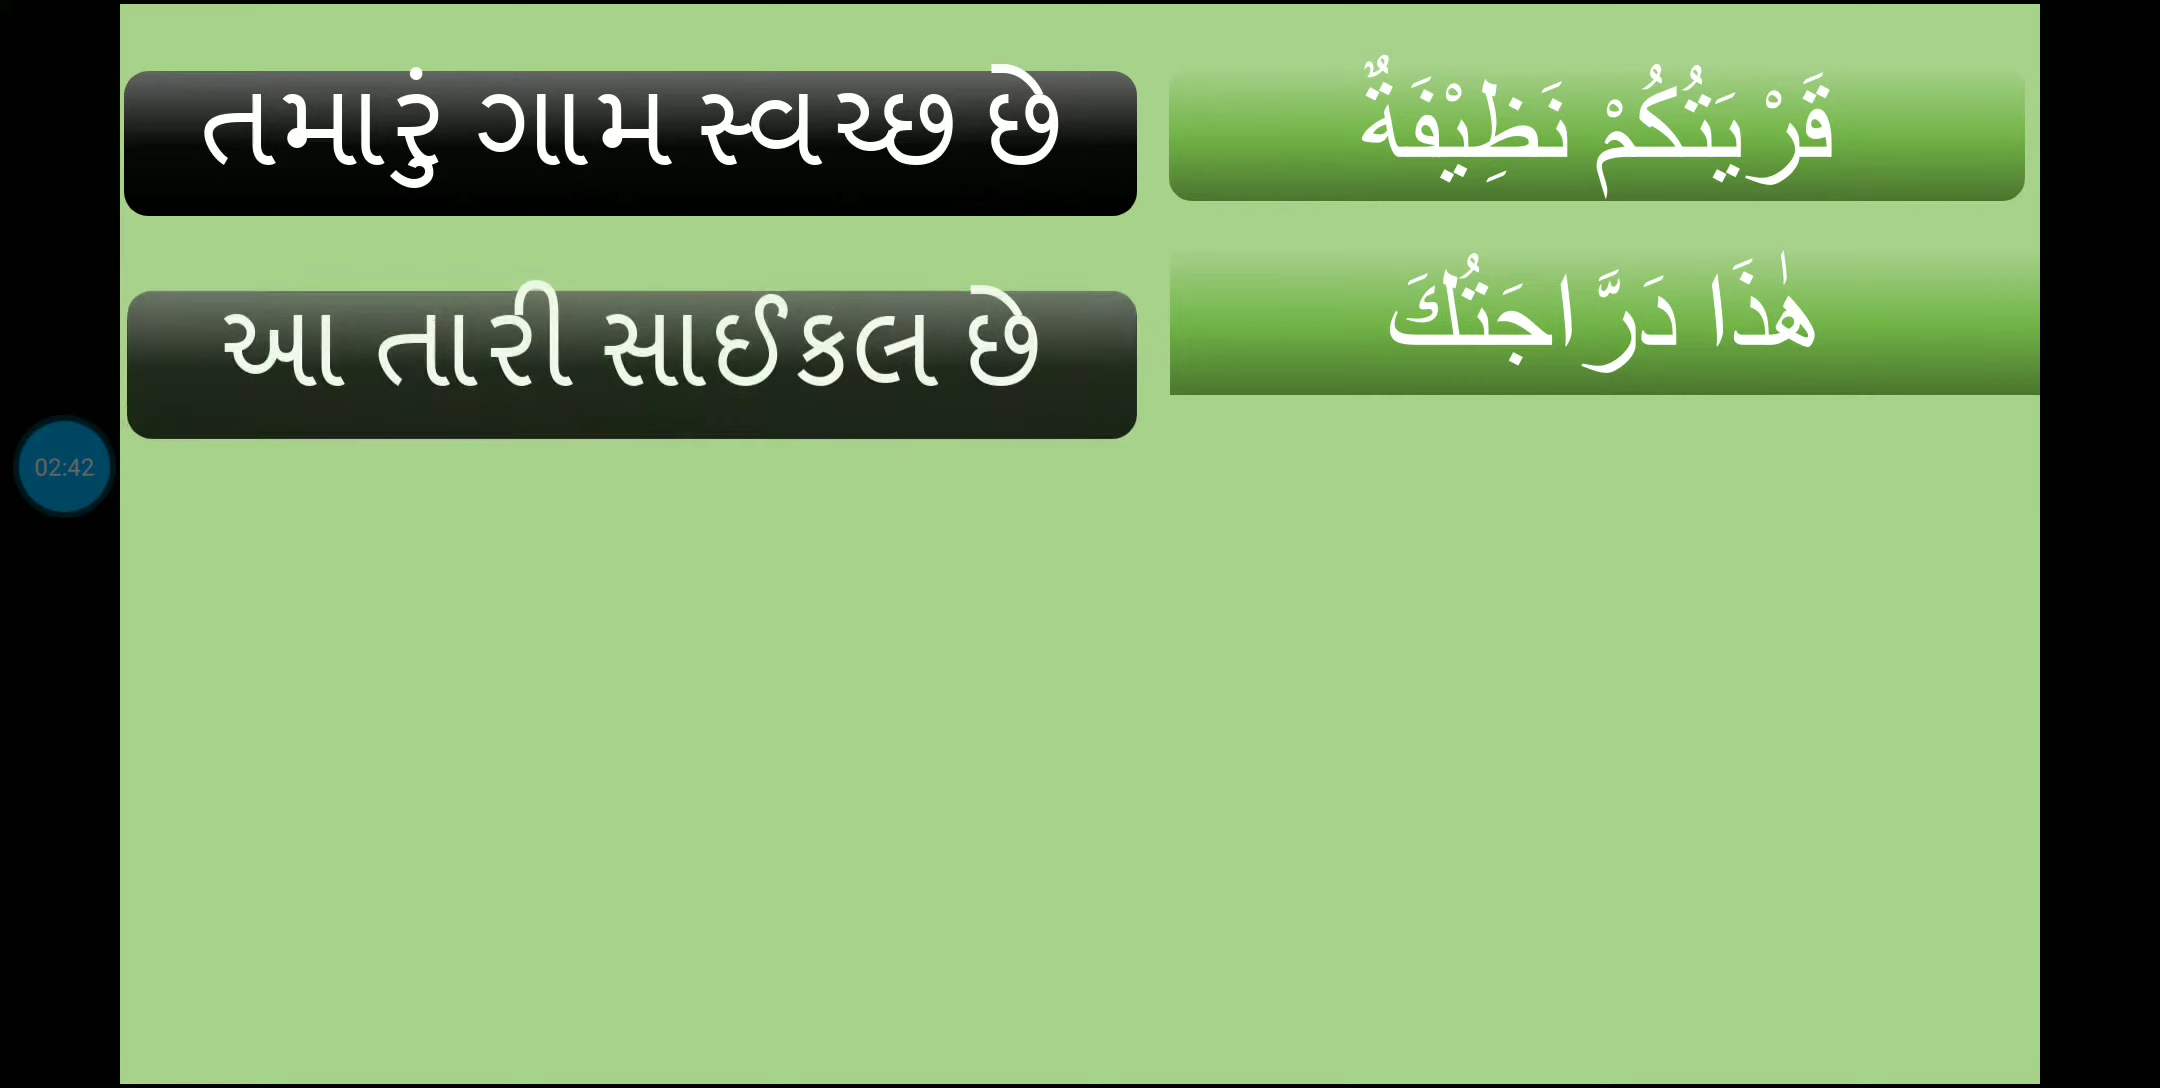 તમારું ગામ સ્વચ્છ છે
قَرْيَتُكُمْ نَظِيْفَةٌ
આ તારી સાઈકલ છે
هٰذَا دَرَّاجَتُكَ
02:42